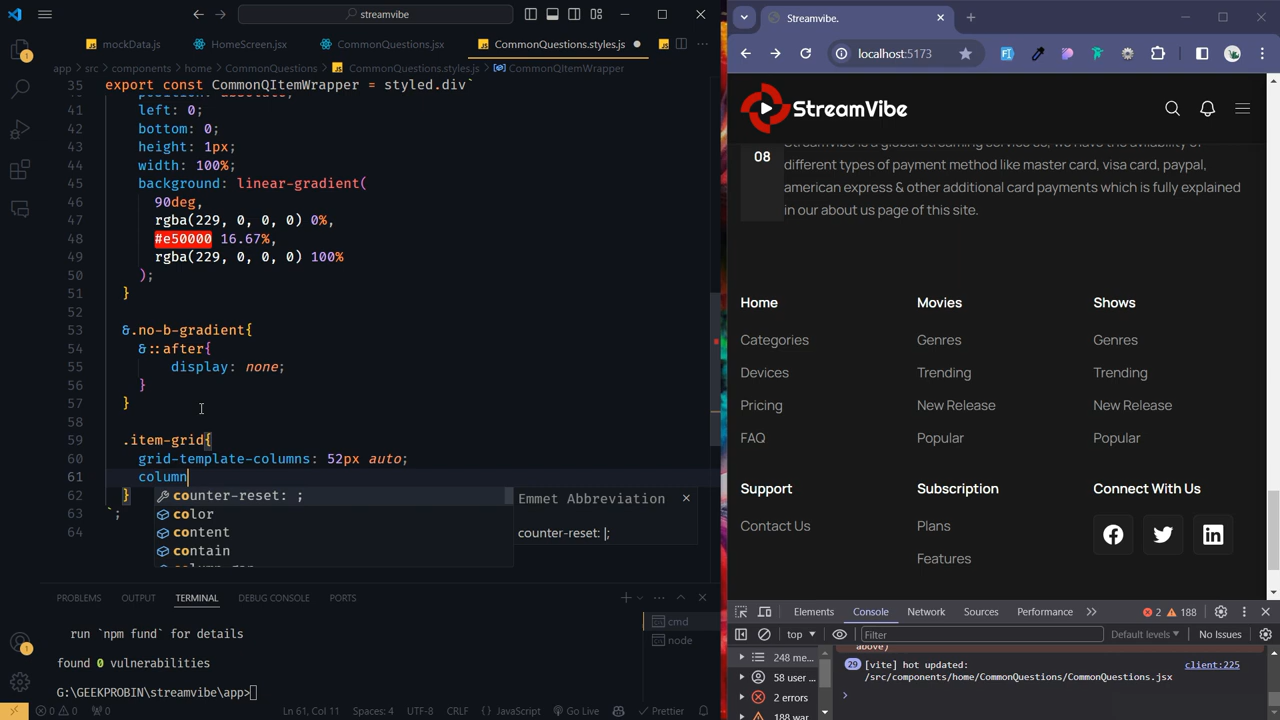 streamvibe
mockData.js
HomeScreen.jsx
CommonQuestions.jsx
CommonQuestions.styles.js
app > src > components > home > CommonQuestions > CommonQuestions.styles.js > CommonQItemWrapper
35 export const CommonQItemWrapper = styled.div`
41 left: 0;
42 bottom: 0;
43 height: 1px;
44 width: 100%;
45 background: linear-gradient(
46 90deg,
47 rgba(229, 0, 0, 0) 0%,
48 #e50000 16.67%,
49 rgba(229, 0, 0, 0) 100%
50 );
51 }
52
53 &.no-b-gradient{
54 &::after{
55 display: none;
56 }
57 }
58
59 .item-grid{
60 grid-template-columns: 52px auto;
61 column
62 }
63 `;
64
counter-reset: ;
color
content
contain
Emmet Abbreviation
counter-reset: |;
PROBLEMS OUTPUT TERMINAL DEBUG CONSOLE PORTS
run `npm fund` for details
found 0 vulnerabilities
G:\GEEKPROBIN\streamvibe\app>
cmd
node
0 0 0 Ln 61, Col 11 Spaces: 4 UTF-8 CRLF {} JavaScript Go Live Prettier
Streamvibe.
localhost:5173
StreamVibe
08
different types of payment method like master card, visa card, paypal,
american express & other additional card payments which is fully explained
in our about us page of this site.
Home Movies Shows
Categories Genres Genres
Devices Trending Trending
Pricing New Release New Release
FAQ Popular Popular
Support Subscription Connect With Us
Contact Us Plans
Features
Elements Console Network Sources Performance 2 188
top Filter Default levels No Issues
248 me...
above)
58 user ...
29 [vite] hot updated: client:225
/src/components/home/CommonQuestions/CommonQuestions.jsx
2 errors
188 war...